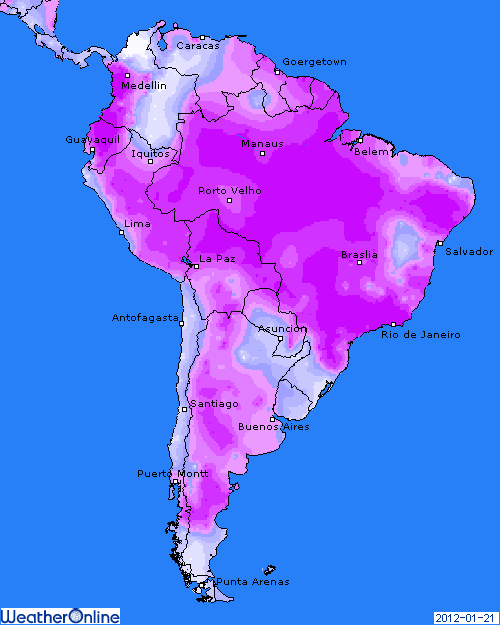 Caracas
Goergetown
Medellin
Guayaquil
Iquitos
Manaus
Belem
Porto Velho
Lima
La Paz
Braslia
Salvador
Antofagasta
Asuncion
Rio de Janeiro
Santiago
Buenos Aires
Puerto Montt
Punta Arenas
WeatherOnline
2012-01-21